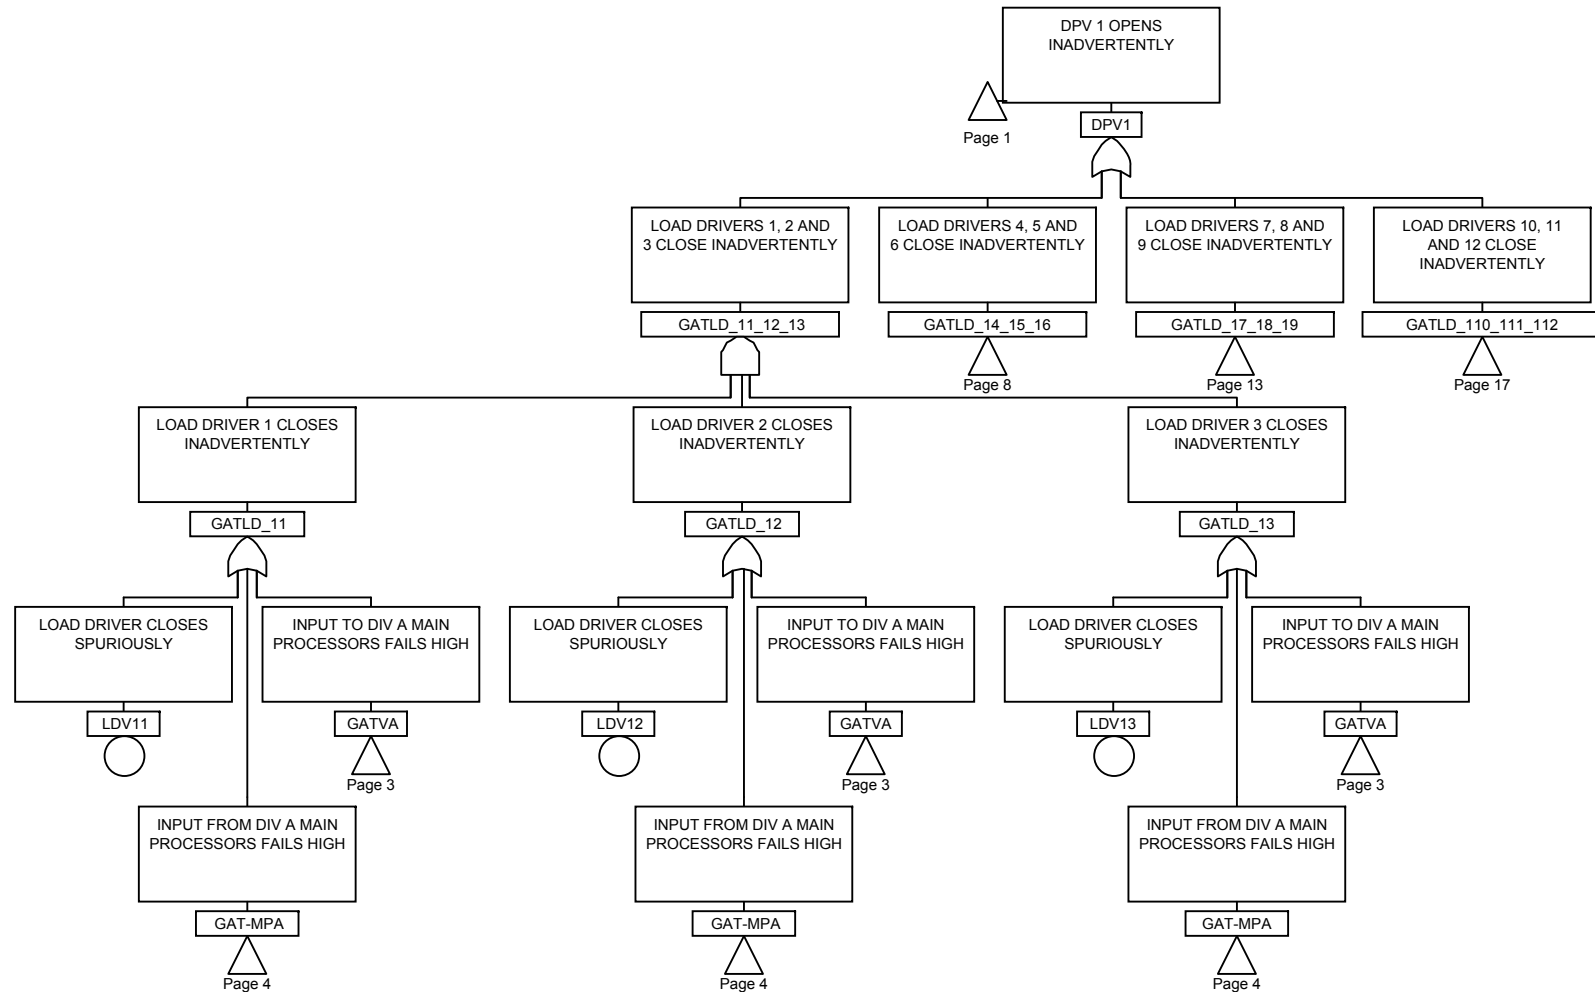 DPV 1 OPENS
INADVERTENTLY
Page 1
DPV1
LOAD DRIVERS 1, 2 AND
3 CLOSE INADVERTENTLY
GATLD_11_12_13
LOAD DRIVERS 4, 5 AND
6 CLOSE INADVERTENTLY
GATLD_14_15_16
Page 8
LOAD DRIVERS 7, 8 AND
9 CLOSE INADVERTENTLY
GATLD_17_18_19
Page 13
LOAD DRIVERS 10, 11
AND 12 CLOSE
INADVERTENTLY
GATLD_110_111_112
Page 17
LOAD DRIVER 1 CLOSES
INADVERTENTLY
GATLD_11
LOAD DRIVER 2 CLOSES
INADVERTENTLY
GATLD_12
LOAD DRIVER 3 CLOSES
INADVERTENTLY
GATLD_13
LOAD DRIVER CLOSES
SPURIOUSLY
LDV11
INPUT TO DIV A MAIN
PROCESSORS FAILS HIGH
GATVA
Page 3
LOAD DRIVER CLOSES
SPURIOUSLY
LDV12
INPUT TO DIV A MAIN
PROCESSORS FAILS HIGH
GATVA
Page 3
LOAD DRIVER CLOSES
SPURIOUSLY
LDV13
INPUT TO DIV A MAIN
PROCESSORS FAILS HIGH
GATVA
Page 3
INPUT FROM DIV A MAIN
PROCESSORS FAILS HIGH
GAT-MPA
Page 4
INPUT FROM DIV A MAIN
PROCESSORS FAILS HIGH
GAT-MPA
Page 4
INPUT FROM DIV A MAIN
PROCESSORS FAILS HIGH
GAT-MPA
Page 4